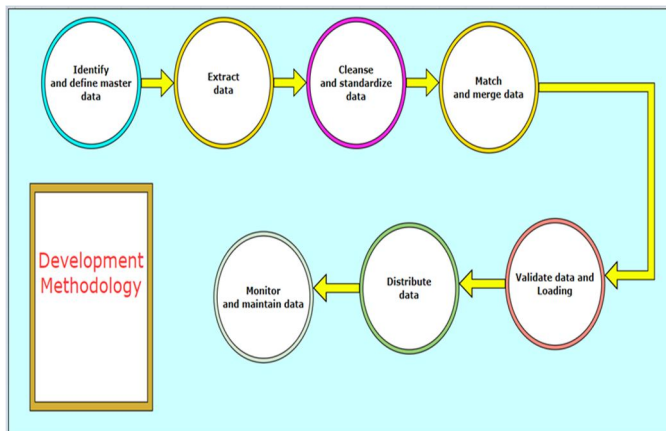 Identify
and define master
data
Extract
data
Cleanse
and standardize
data
Match
and merge data
Validate data and
Loading
Distribute
data
Monitor
and maintain data
Development
Methodology